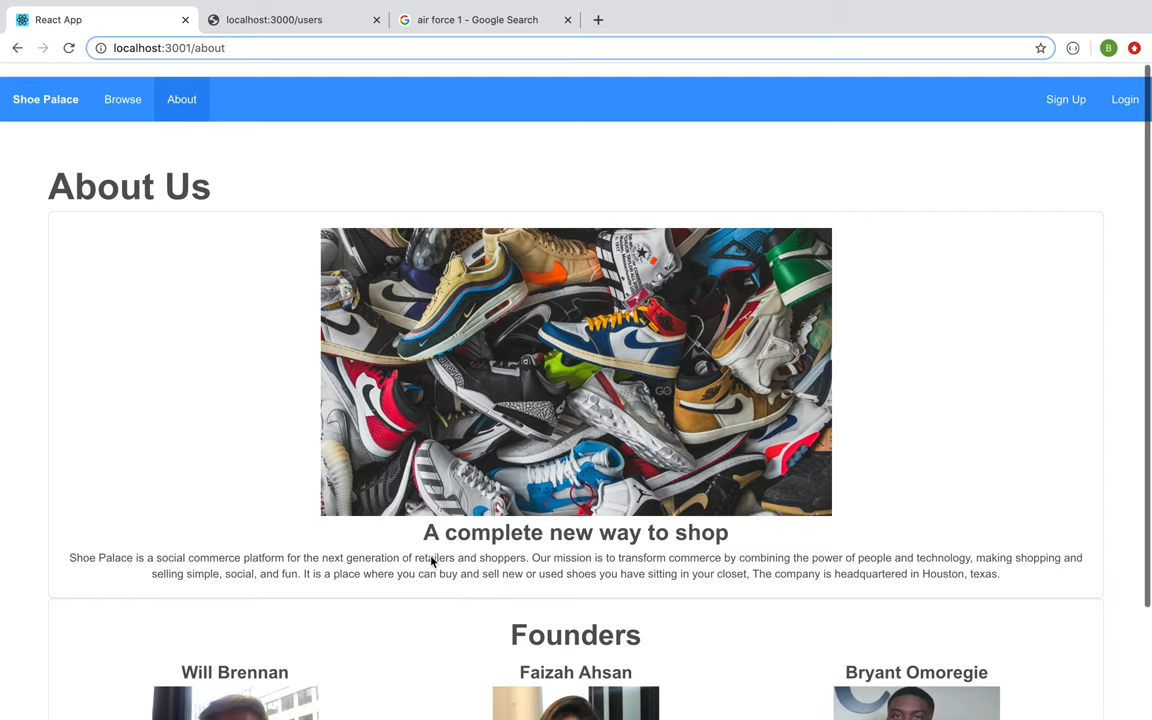 React App
localhost:3000/users
air force 1 - Google Search
localhost:3001/about
B
Shoe Palace Browse About Sign Up Login
About Us
GO
A complete new way to shop
Shoe Palace is a social commerce platform for the next generation of retailers and shoppers. Our mission is to transform commerce by combining the power of people and technology, making shopping and
selling simple, social, and fun. It is a place where you can buy and sell new or used shoes you have sitting in your closet, The company is headquartered in Houston, texas.
Founders
Will Brennan Faizah Ahsan Bryant Omoregie